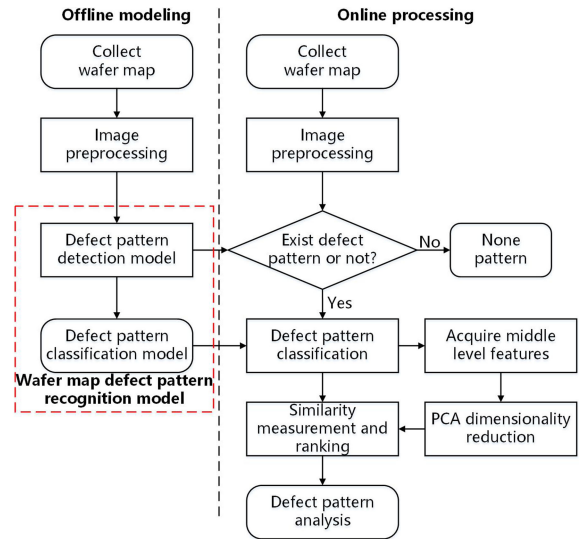 Offline modeling
Online processing
Collect
wafer map
Collect
wafer map
Image
preprocessing
Image
preprocessing
Defect pattern
detection model
Exist defect
pattern or not?
No
None
pattern
Yes
Defect pattern
classification model
Defect pattern
classification
Acquire middle
level features
Wafer map defect pattern
recognition model
Similarity
measurement and
ranking
PCA dimensionality
reduction
Defect pattern
analysis